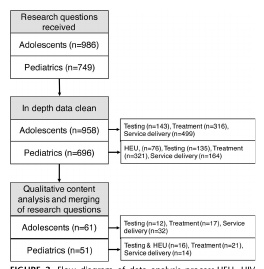 Research questions
received
Adolescents (n=986)
Pediatrics (n=749)
In depth data clean
Adolescents (n=958)
Testing (n=143), Treatment (n=316),
Service delivery (n=499)
Pediatrics (n=696)
HEU, (n=76), Testing (n=135), Treatment
(n=321), Service delivery (n=164)
Qualitative content
analysis and merging
of research questions
Adolescents (n=61)
Testing (n=12), Treatment (n=17), Service
delivery (n=32)
Pediatrics (n=51)
Testing & HEU (n=16), Treatment (n=21),
Service delivery (n=14)
FIGURE 2. Flow diagram of data analysis process HEU, HIV